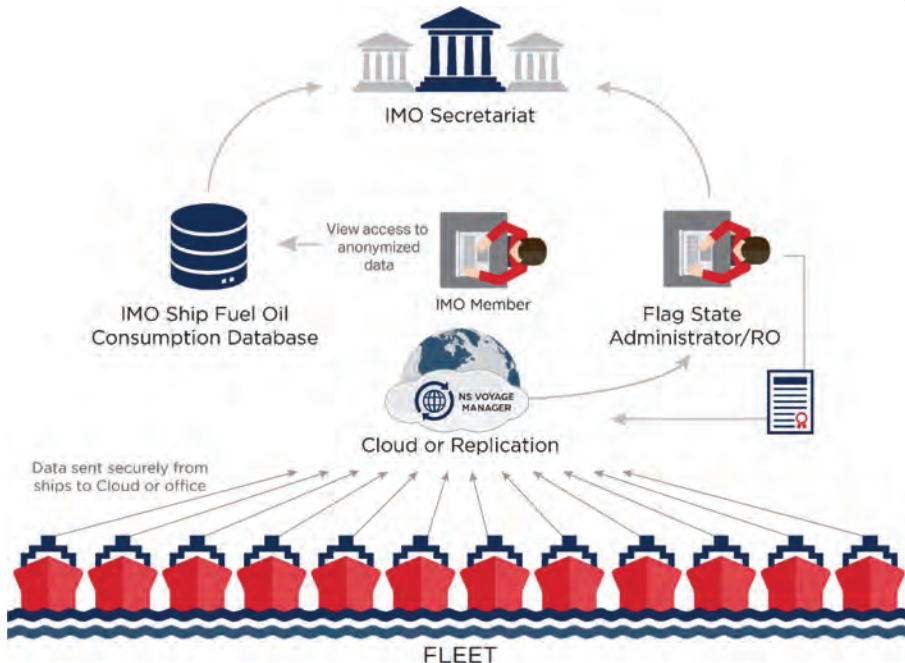 IMO Secretariat
View access to
anonymized
data
IMO Member
IMO Ship Fuel Oil
Consumption Database
Flag State
Administrator/RO
NS VOYAGE
MANAGER
Cloud or Replication
Data sent securely from
ships to Cloud or office
FLEET